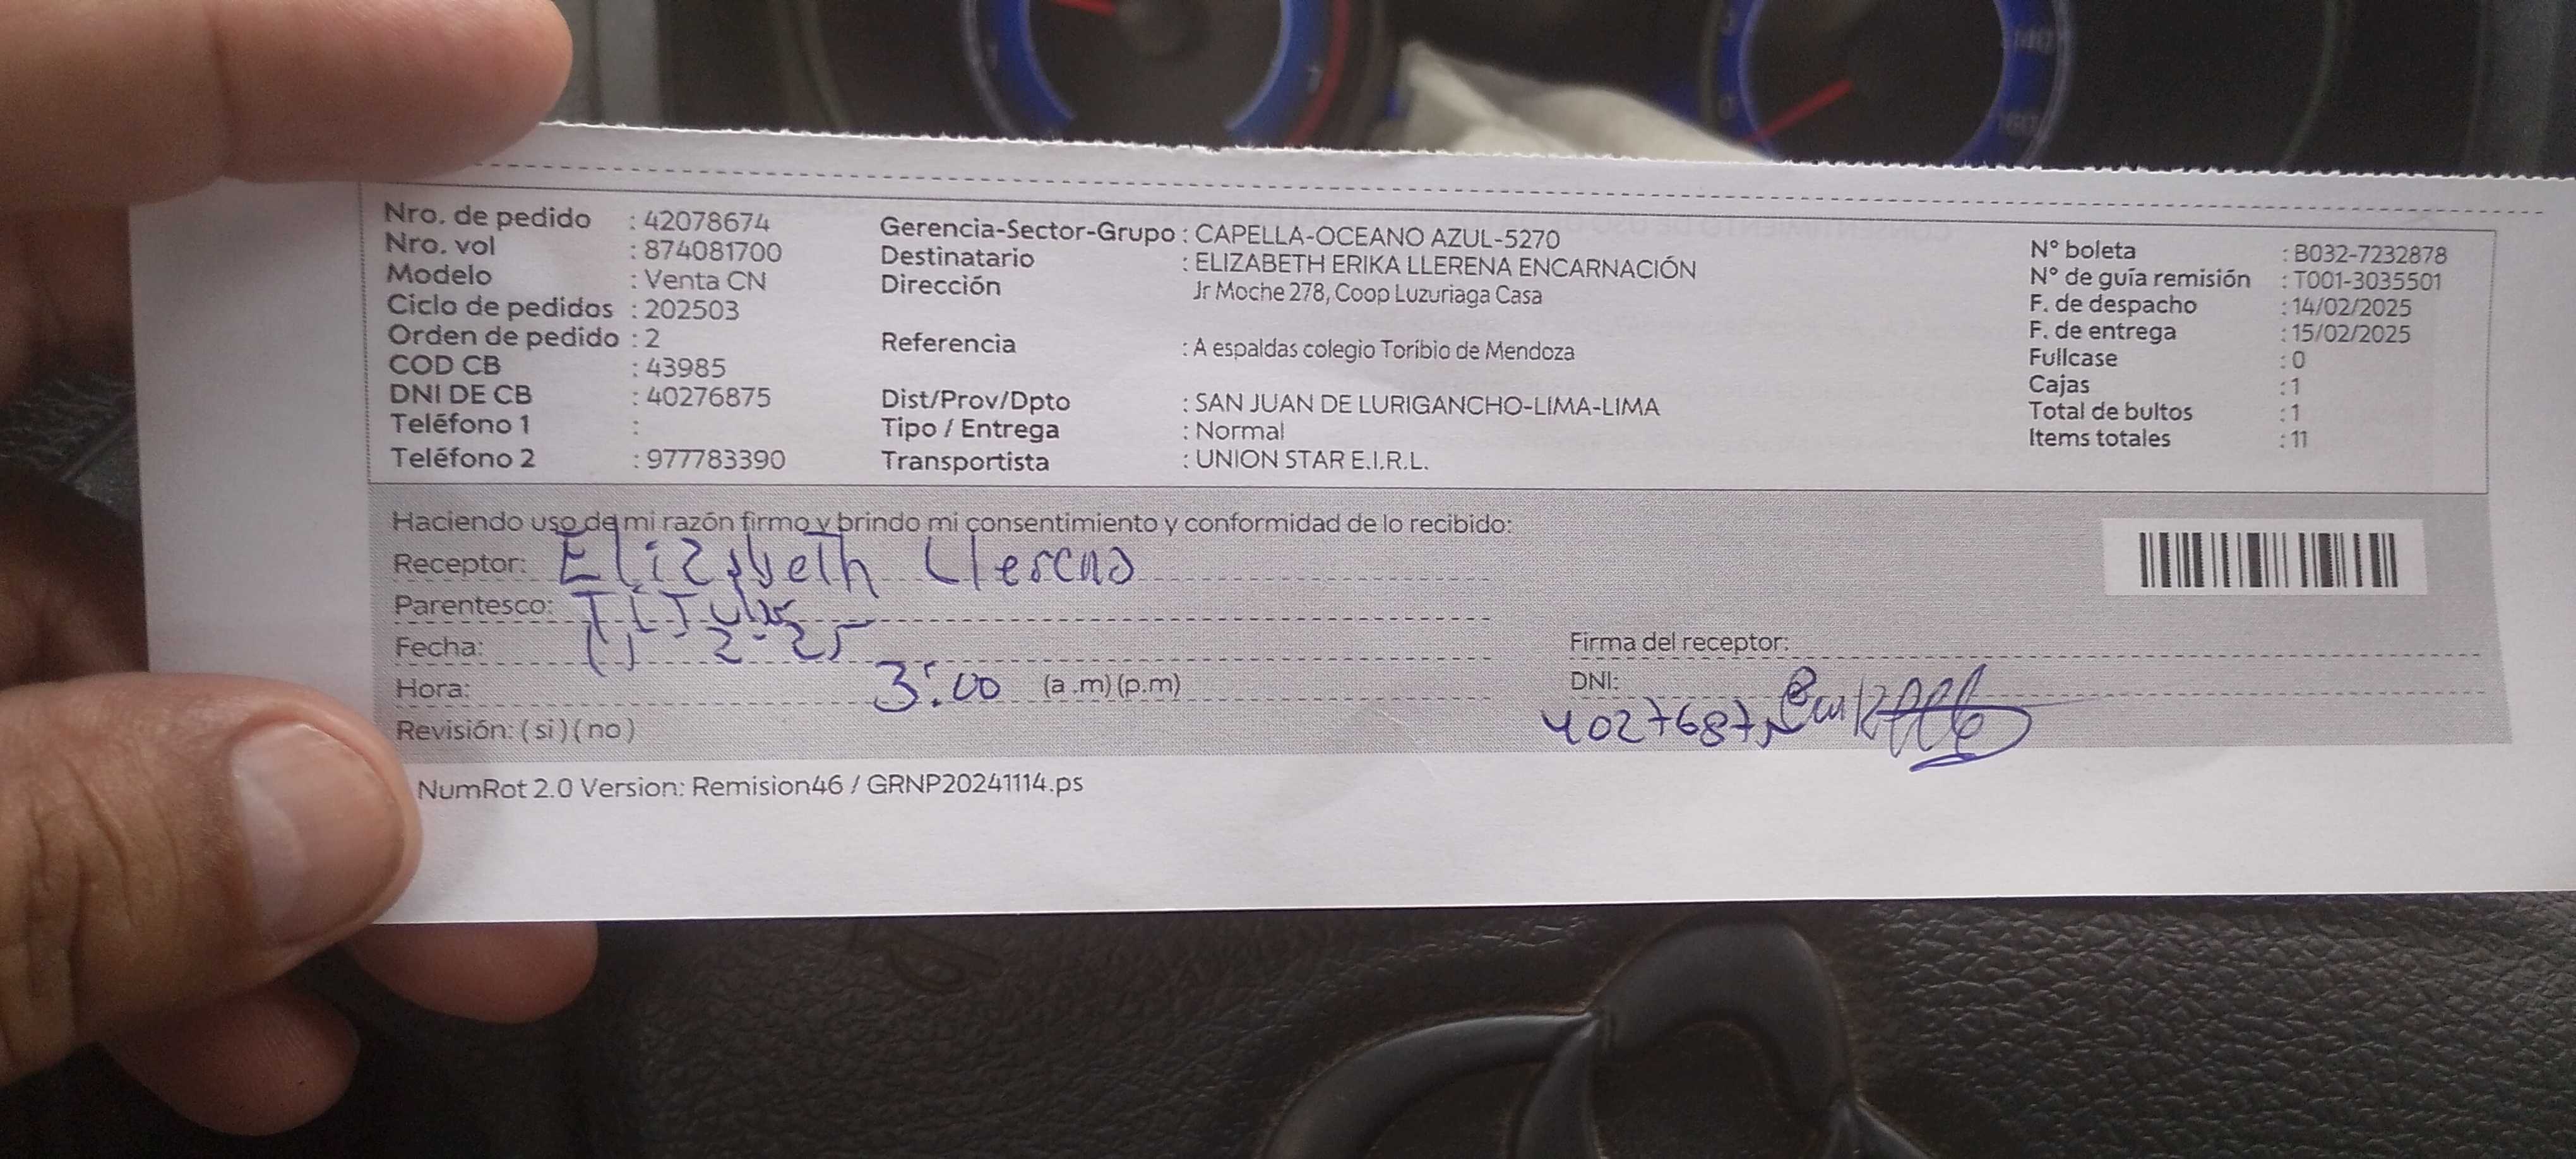 Nro. de pedido : 42078674
Nro. vol : 874081700
Modelo : Venta CN
Ciclo de pedidos : 202503
Orden de pedido : 2
COD CB : 43985
DNI DE CB : 40276875
Teléfono 1 :
Teléfono 2 : 977783390
Gerencia-Sector-Grupo : CAPELLA-OCEANO AZUL-5270
Destinatario : ELIZABETH ERIKA LLERENA ENCARNACIÓN
Dirección Jr Moche 278, Coop Luzuriaga Casa
Referencia : A espaldas colegio Toribio de Mendoza
Dist/Prov/Dpto : SAN JUAN DE LURIGANCHO-LIMA-LIMA
Tipo / Entrega : Normal
Transportista : UNION STAR E.I.R.L.
N° boleta : B032-7232878
N° de guía remisión : T001-3035501
F. de despacho : 14/02/2025
F. de entrega : 15/02/2025
Fullcase : 0
Cajas : 1
Total de bultos : 1
Items totales : 11
Haciendo uso de mi razón firmo y brindo mi consentimiento y conformidad de lo recibido:
Receptor: Elizabeth Llerena
Parentesco: Titular
Fecha: 15-2-25
Hora: 3:00 (a .m) (p.m)
Revisión: ( si ) ( no )
Firma del receptor:
DNI:
40276875
NumRot 2.0 Version: Remision46 / GRNP20241114.ps